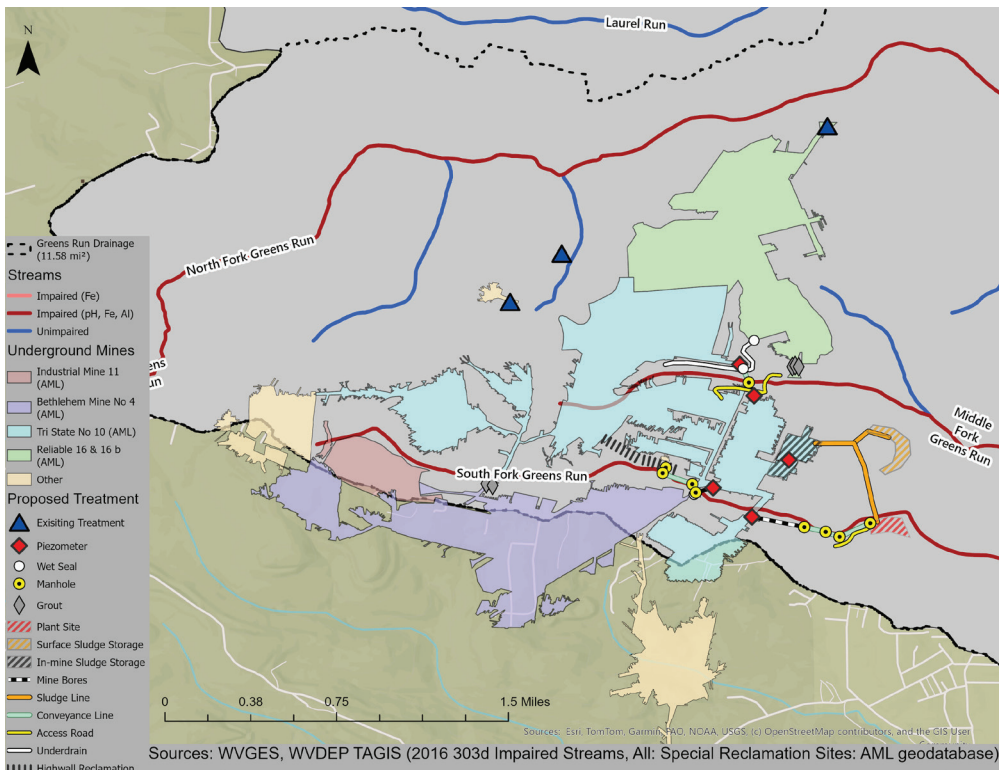 Laurel Run
N
North Fork Greens Run
Greens Run Drainage
(11.58 mi²)
Streams
Impaired (Fe)
Impaired (pH, Fe, Al)
Unimpaired
Underground Mines
Industrial Mine 11
(AML)
Bethlehem Mine No 4
(AML)
Tri State No 10 (AML)
Reliable 16 & 16 b
(AML)
Other
Proposed Treatment
Exisiting Treatment
Piezometer
Wet Seal
Manhole
Grout
Plant Site
Surface Sludge Storage
In-mine Sludge Storage
Mine Bores
Sludge Line
Conveyance Line
Access Road
Underdrain
Highwall Reclamation
Middle
Fork
Greens Run
South Fork Greens Run
0 0.38 0.75 1.5 Miles
Sources: Esri, TomTom, Garmin, FAO, NOAA, USGS, (c) OpenStreetMap contributors, and the GIS User
Sources: WVGES, WVDEP TAGIS (2016 303d Impaired Streams, All: Special Reclamation Sites: AML geodatabase)